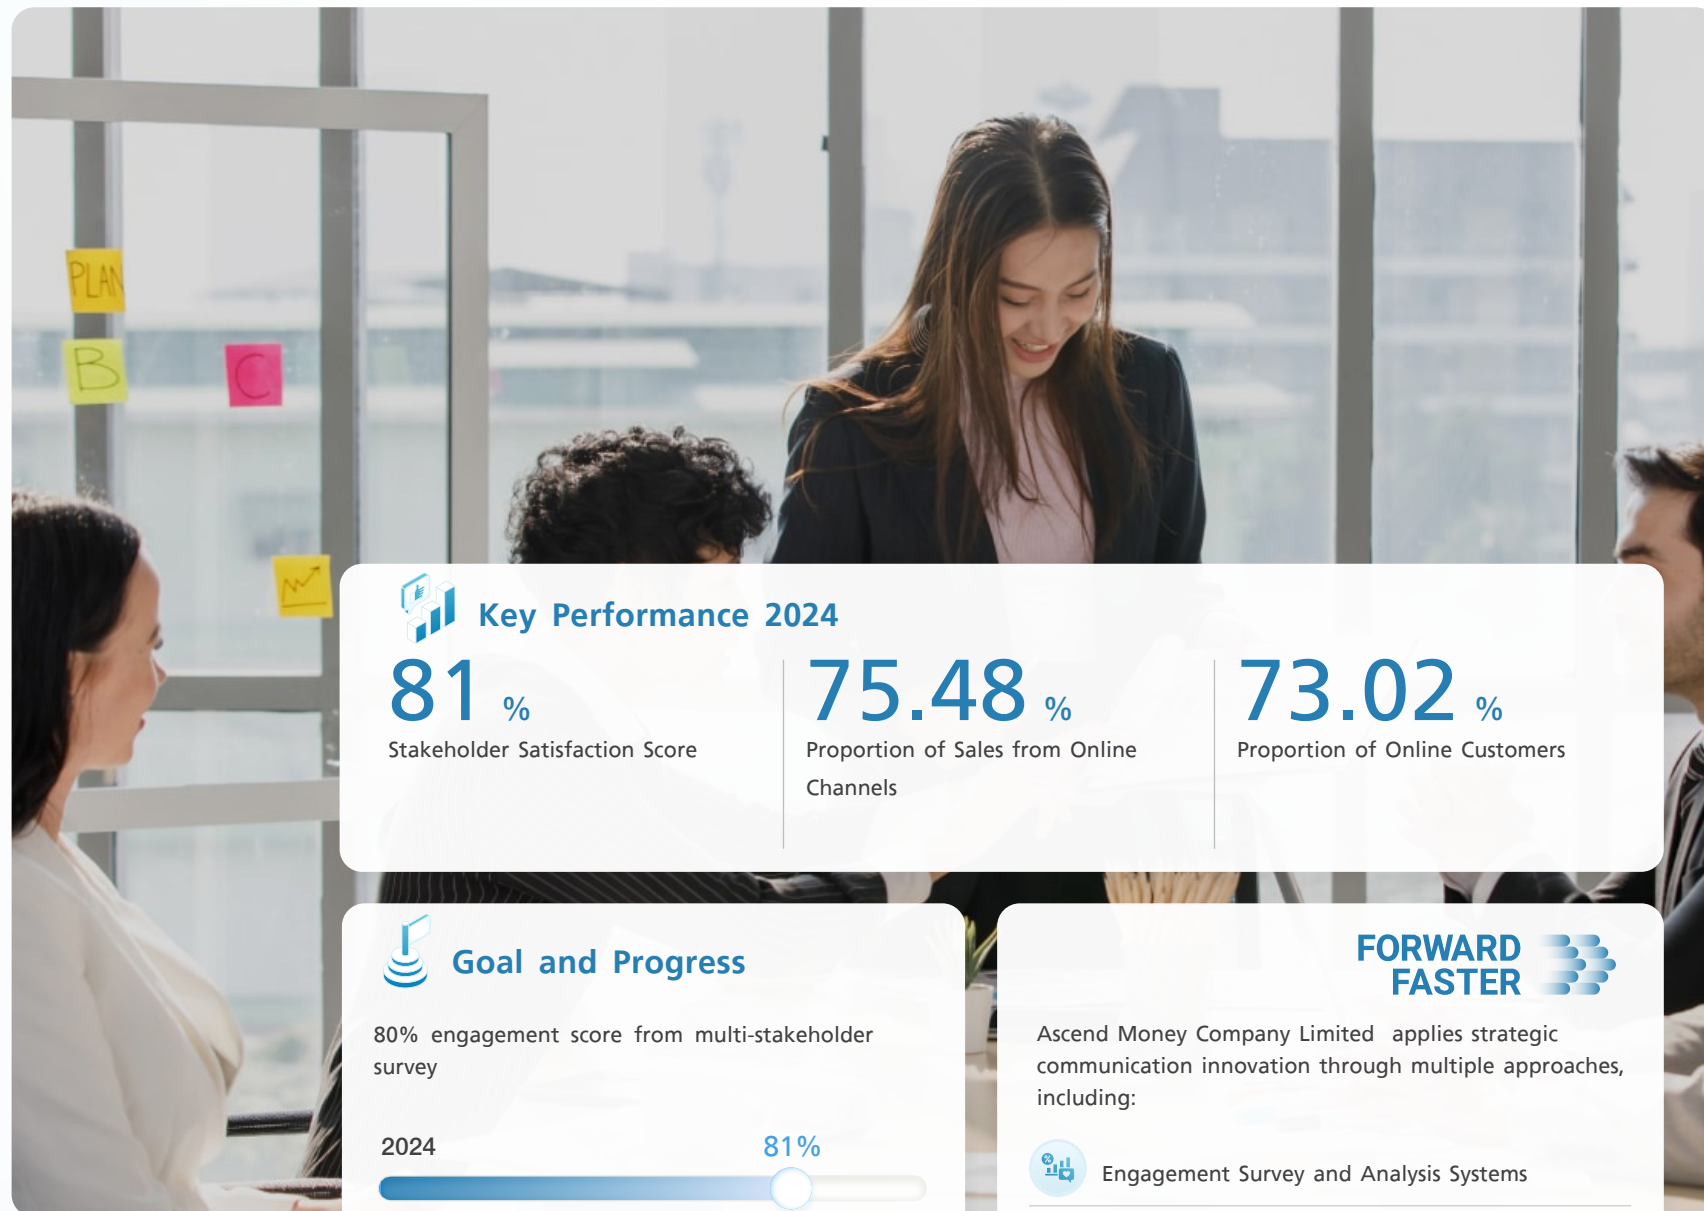 PLAN
B
C
Key Performance 2024
81 %
Stakeholder Satisfaction Score
75.48 %
Proportion of Sales from Online
Channels
73.02 %
Proportion of Online Customers
Goal and Progress
80% engagement score from multi-stakeholder
survey
2024
81%
FORWARD
FASTER
Ascend Money Company Limited applies strategic
communication innovation through multiple approaches,
including:
%
Engagement Survey and Analysis Systems